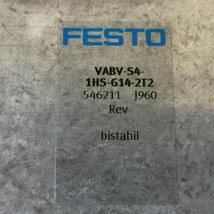 FESTO
VABV-S4-
1HS-G14-2T2
546211 J960
Rev
bistabil